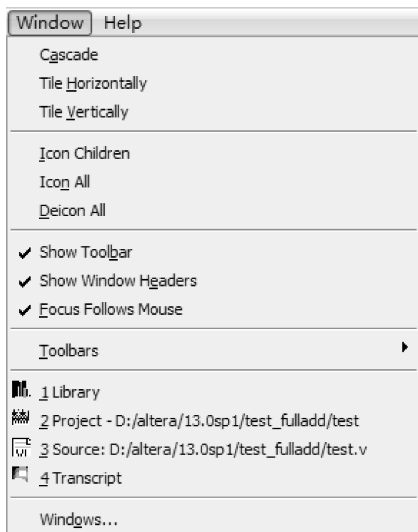 Window Help
Cascade
Tile Horizontally
Tile Vertically
Icon Children
Icon All
Deicon All
Show Toolbar
Show Window Headers
Focus Follows Mouse
Toolbars
1 Library
2 Project - D:/altera/13.0sp1/test_fulladd/test
3 Source: D:/altera/13.0sp1/test_fulladd/test.v
4 Transcript
Windows...